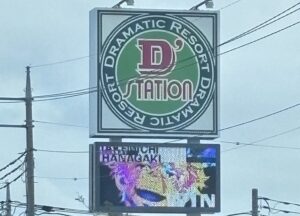 DRAMATIC RESORT DRAMATIC RESORT
D'
STATION
TAKEMICHI
HANAGAKI